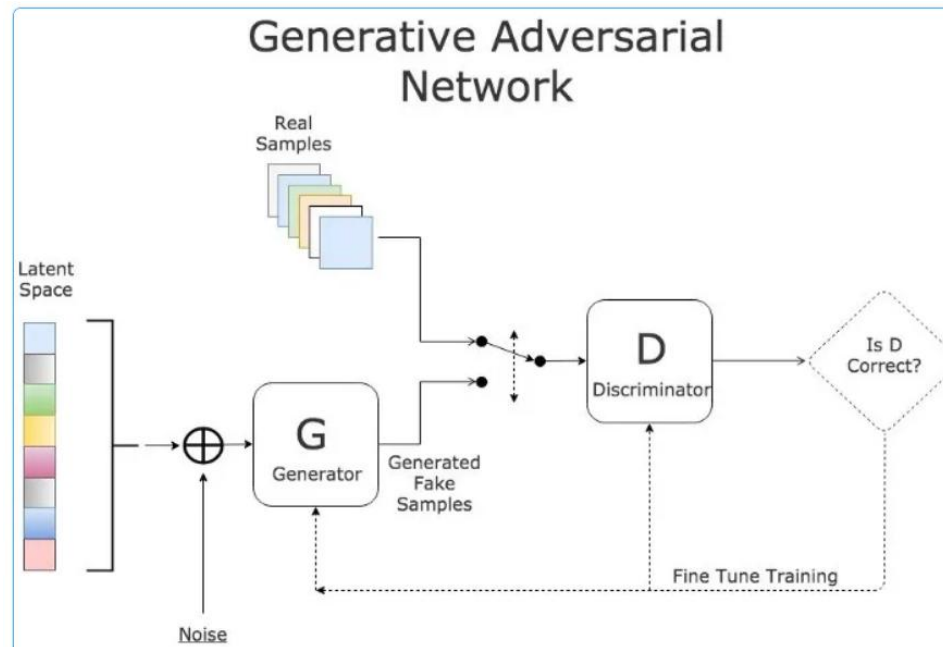 Generative Adversarial
Network
Real
Samples
Latent
Space
D
Discriminator
Is D
Correct?
G
Generator
Generated
Fake
Samples
Fine Tune Training
Noise